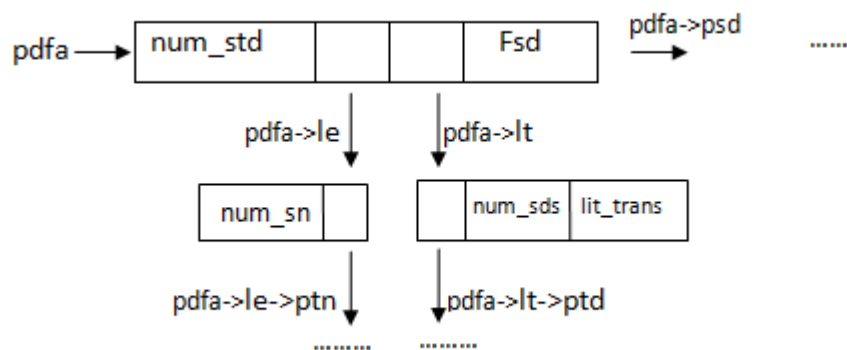 pdfa
num_std
Fsd
pdfa->psd
......
pdfa->le
pdfa->lt
num_sn
num_sds
lit_trans
pdfa->le->ptn
pdfa->lt->ptd
.........
.........